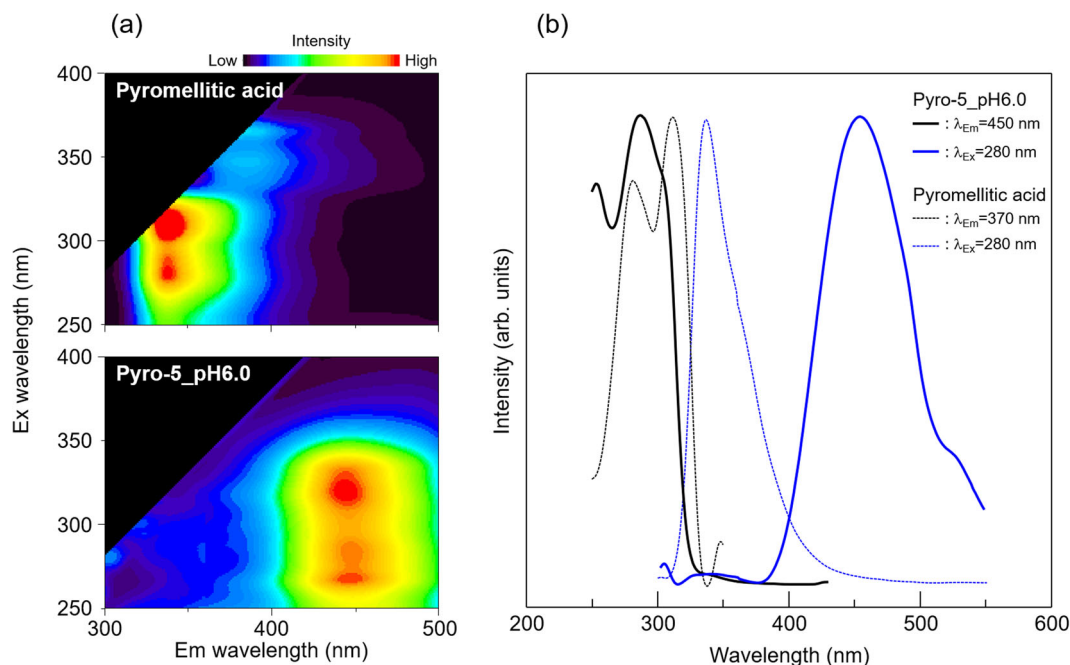 (a)
Intensity
Low High
400
Pyromellitic acid
350
300
250
400
Pyro-5_pH6.0
350
300
250
300 400 500
Em wavelength (nm)
Ex wavelength (nm)
(b)
Pyro-5_pH6.0
: λEm=450 nm
: λEx=280 nm
Pyromellitic acid
: λEm=370 nm
: λEx=280 nm
Intensity (arb. units)
200 300 400 500 600
Wavelength (nm)